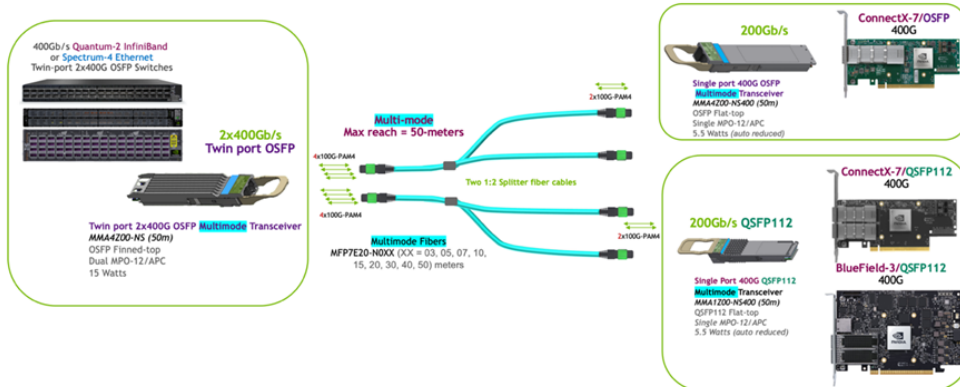 400Gb/s Quantum-2 InfiniBand
or Spectrum-4 Ethernet
Twin-port 2x400G OSFP Switches
2x400Gb/s
Twin port OSFP
Twin port 2x400G OSFP Multimode Transceiver
MMA4Z00-NS (50m)
OSFP Finned-top
Dual MPO-12/APC
15 Watts
Multi-mode
Max reach = 50-meters
4x100G-PAM4
4x100G-PAM4
2x100G-PAM4
Two 1:2 Splitter fiber cables
2x100G-PAM4
Multimode Fibers
MFP7E20-N0XX (XX = 03, 05, 07, 10,
15, 20, 30, 40, 50) meters
200Gb/s
ConnectX-7/OSFP
400G
Single port 400G OSFP
Multimode Transceiver
MMA4Z00-NS400 (50m)
OSFP Flat-top
Single MPO-12/APC
5.5 Watts (auto reduced)
200Gb/s QSFP112
ConnectX-7/QSFP112
400G
Single Port 400G QSFP112
Multimode Transceiver
MMA1Z00-NS400 (50m)
QSFP112 Flat-top
Single MPO-12/APC
5.5 Watts (auto reduced)
BlueField-3/QSFP112
400G